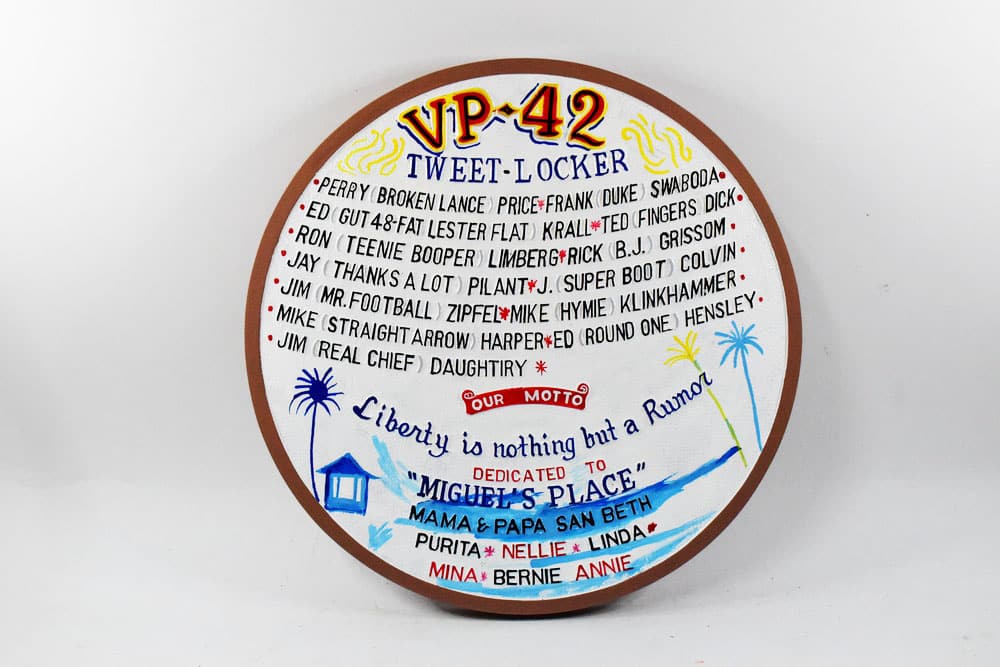 VP-42
TWEET-LOCKER
•PERRY (BROKEN LANCE) PRICE*FRANK (DUKE) SWABODA•
•ED (GUT 48-FAT LESTER FLAT) KRALL*TED (FINGERS) DICK•
•RON (TEENIE BOOPER) LIMBERG*RICK (B.J.) GRISSOM•
•JAY (THANKS A LOT) PILANT*J. (SUPER BOOT) COLVIN•
•JIM (MR. FOOTBALL) ZIPFEL*MIKE (HYMIE) KLINKHAMMER•
•MIKE (STRAIGHT ARROW) HARPER*ED (ROUND ONE) HENSLEY•
•JIM (REAL CHIEF) DAUGHTIRY *
OUR MOTTO
Liberty is nothing but a Rumor
DEDICATED TO
"MIGUEL'S PLACE"
MAMA & PAPA SAN BETH
PURITA* NELLIE* LINDA*
MINA* BERNIE ANNIE